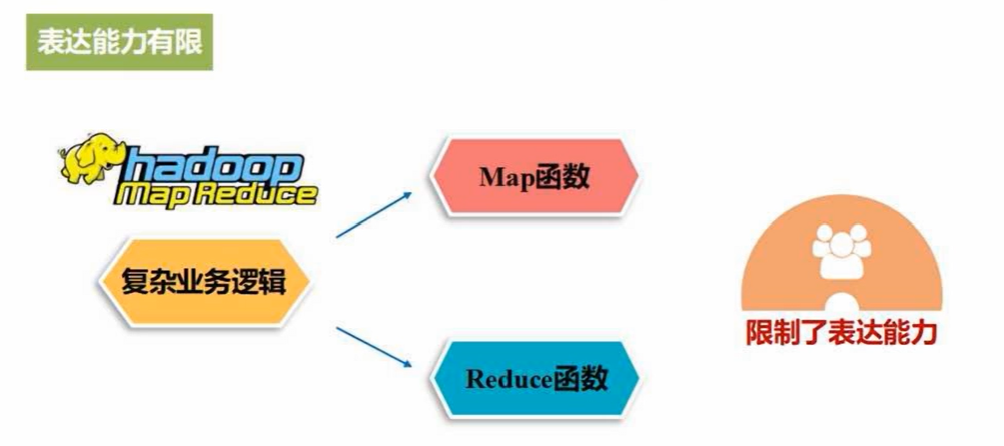 表达能力有限
hadoop
Map Reduce
Map函数
复杂业务逻辑
限制了表达能力
Reduce函数